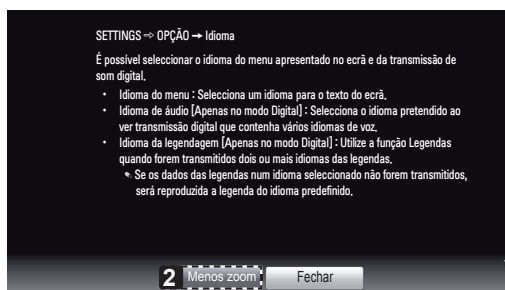 SETTINGS ⇨ OPÇÃO ➙ Idioma
É possível seleccionar o idioma do menu apresentado no ecrã e da transmissão de
som digital.
• Idioma do menu : Selecciona um idioma para o texto do ecrã.
• Idioma de áudio [Apenas no modo Digital] : Selecciona o idioma pretendido ao
ver transmissão digital que contenha vários idiomas de voz.
• Idioma da legendagem [Apenas no modo Digital] : Utilize a função Legendas
quando forem transmitidos dois ou mais idiomas das legendas.
Se os dados das legendas num idioma seleccionado não forem transmitidos,
será reproduzida a legenda do idioma predefinido.
2 Menos zoom Fechar